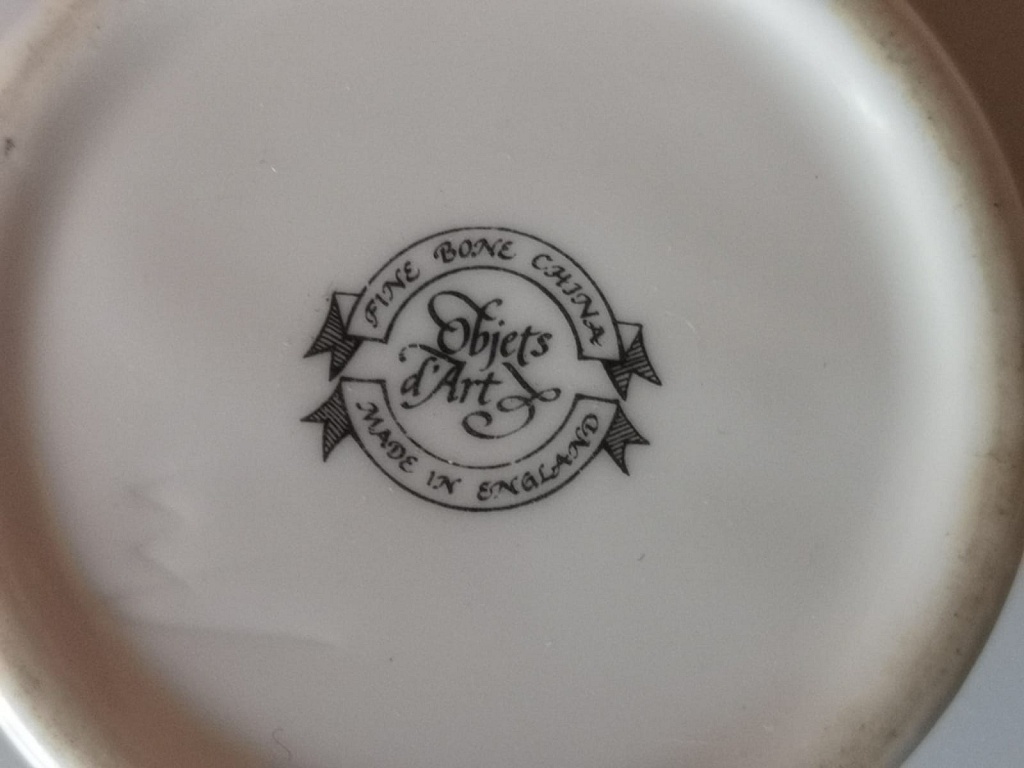 FINE BONE CHINA
Objets
d'Art
MADE IN ENGLAND